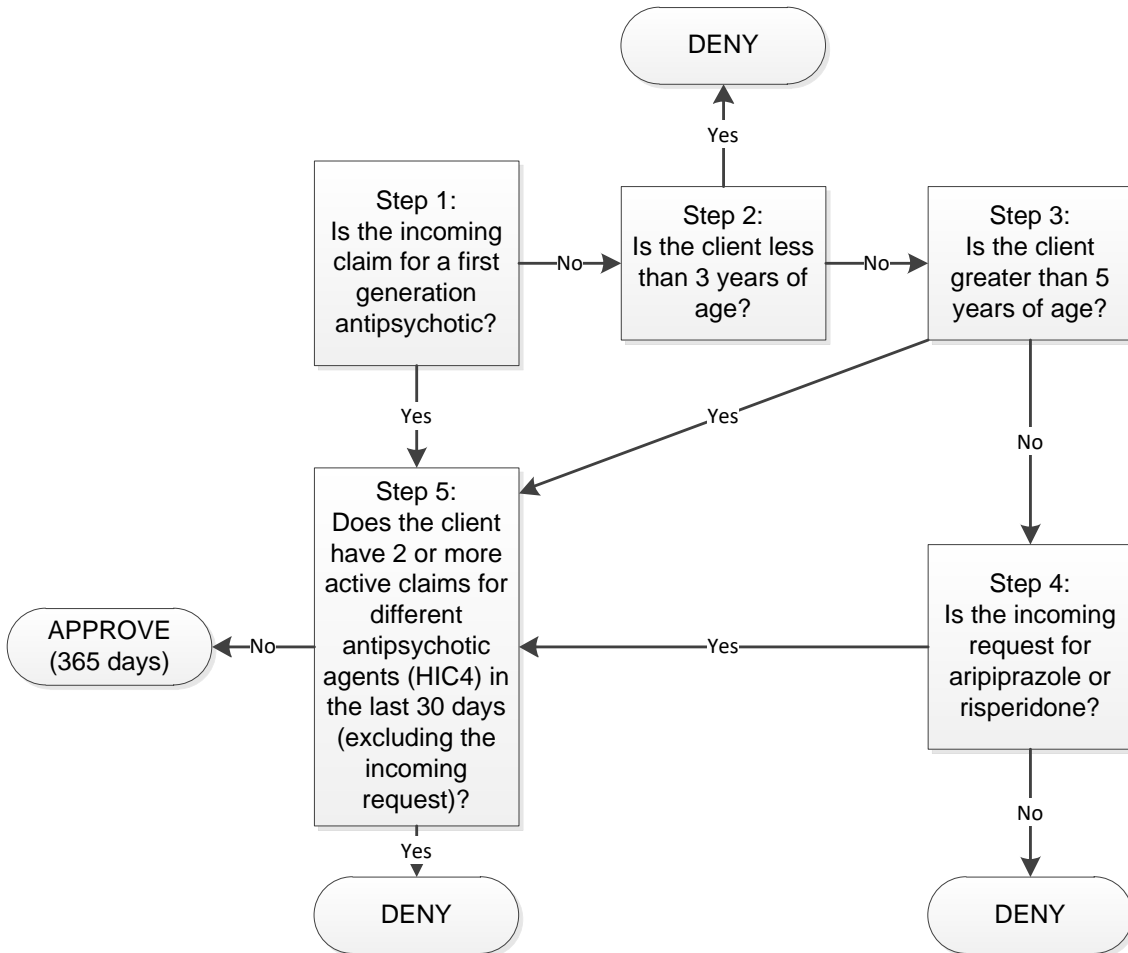 DENY
Yes
Step 1:
Is the incoming
claim for a first
generation
antipsychotic?
No
Step 2:
Is the client less
than 3 years of
age?
No
Step 3:
Is the client
greater than 5
years of age?
Yes
Yes
No
Step 5:
Does the client
have 2 or more
active claims for
different
antipsychotic
agents (HIC4) in
the last 30 days
(excluding the
incoming
request)?
Step 4:
Is the incoming
request for
aripiprazole or
risperidone?
APPROVE
(365 days)
No
Yes
Yes
No
DENY
DENY